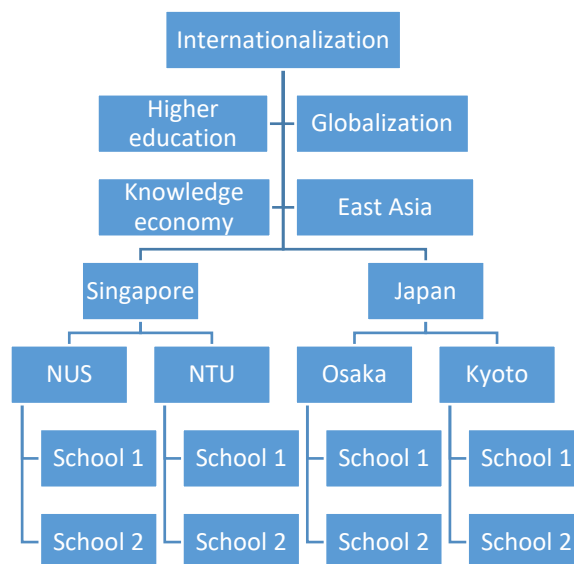 Internationalization
Higher
education
Globalization
Knowledge
economy
East Asia
Singapore
Japan
NUS
NTU
Osaka
Kyoto
School 1
School 1
School 1
School 1
School 2
School 2
School 2
School 2